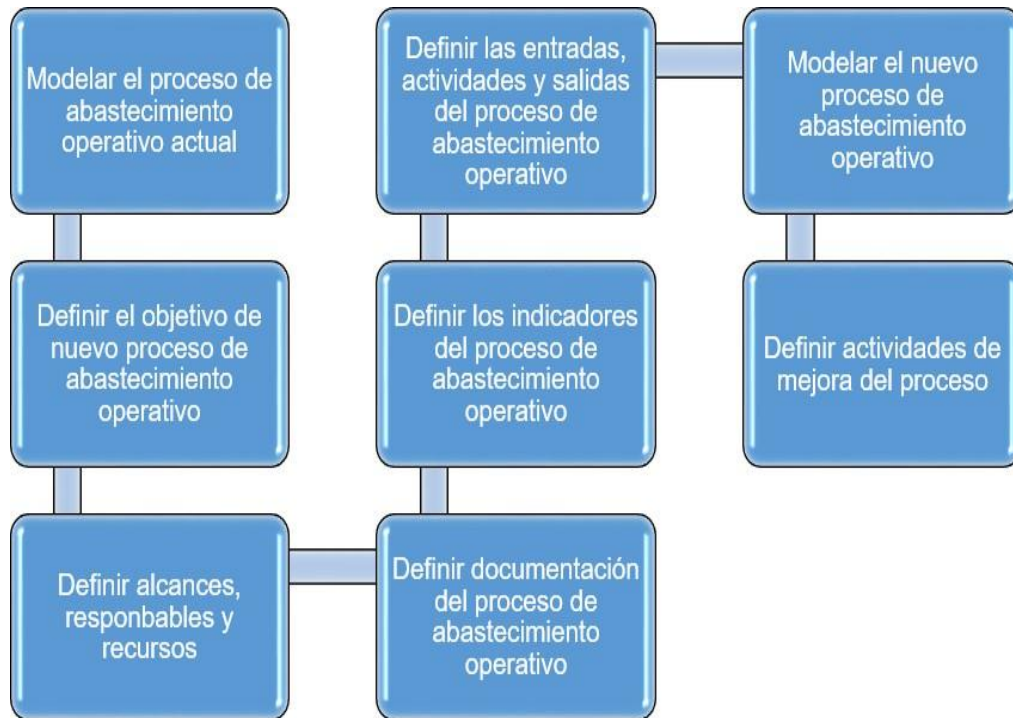 Modelar el proceso de
abastecimiento
operativo actual
Definir el objetivo de
nuevo proceso de
abastecimiento
operativo
Definir alcances,
responbables y
recursos
Definir documentación
del proceso de
abastecimiento
operativo
Definir los indicadores
del proceso de
abastecimiento
operativo
Definir las entradas,
actividades y salidas
del proceso de
abastecimiento
operativo
Modelar el nuevo
proceso de
abastecimiento
operativo
Definir actividades de
mejora del proceso